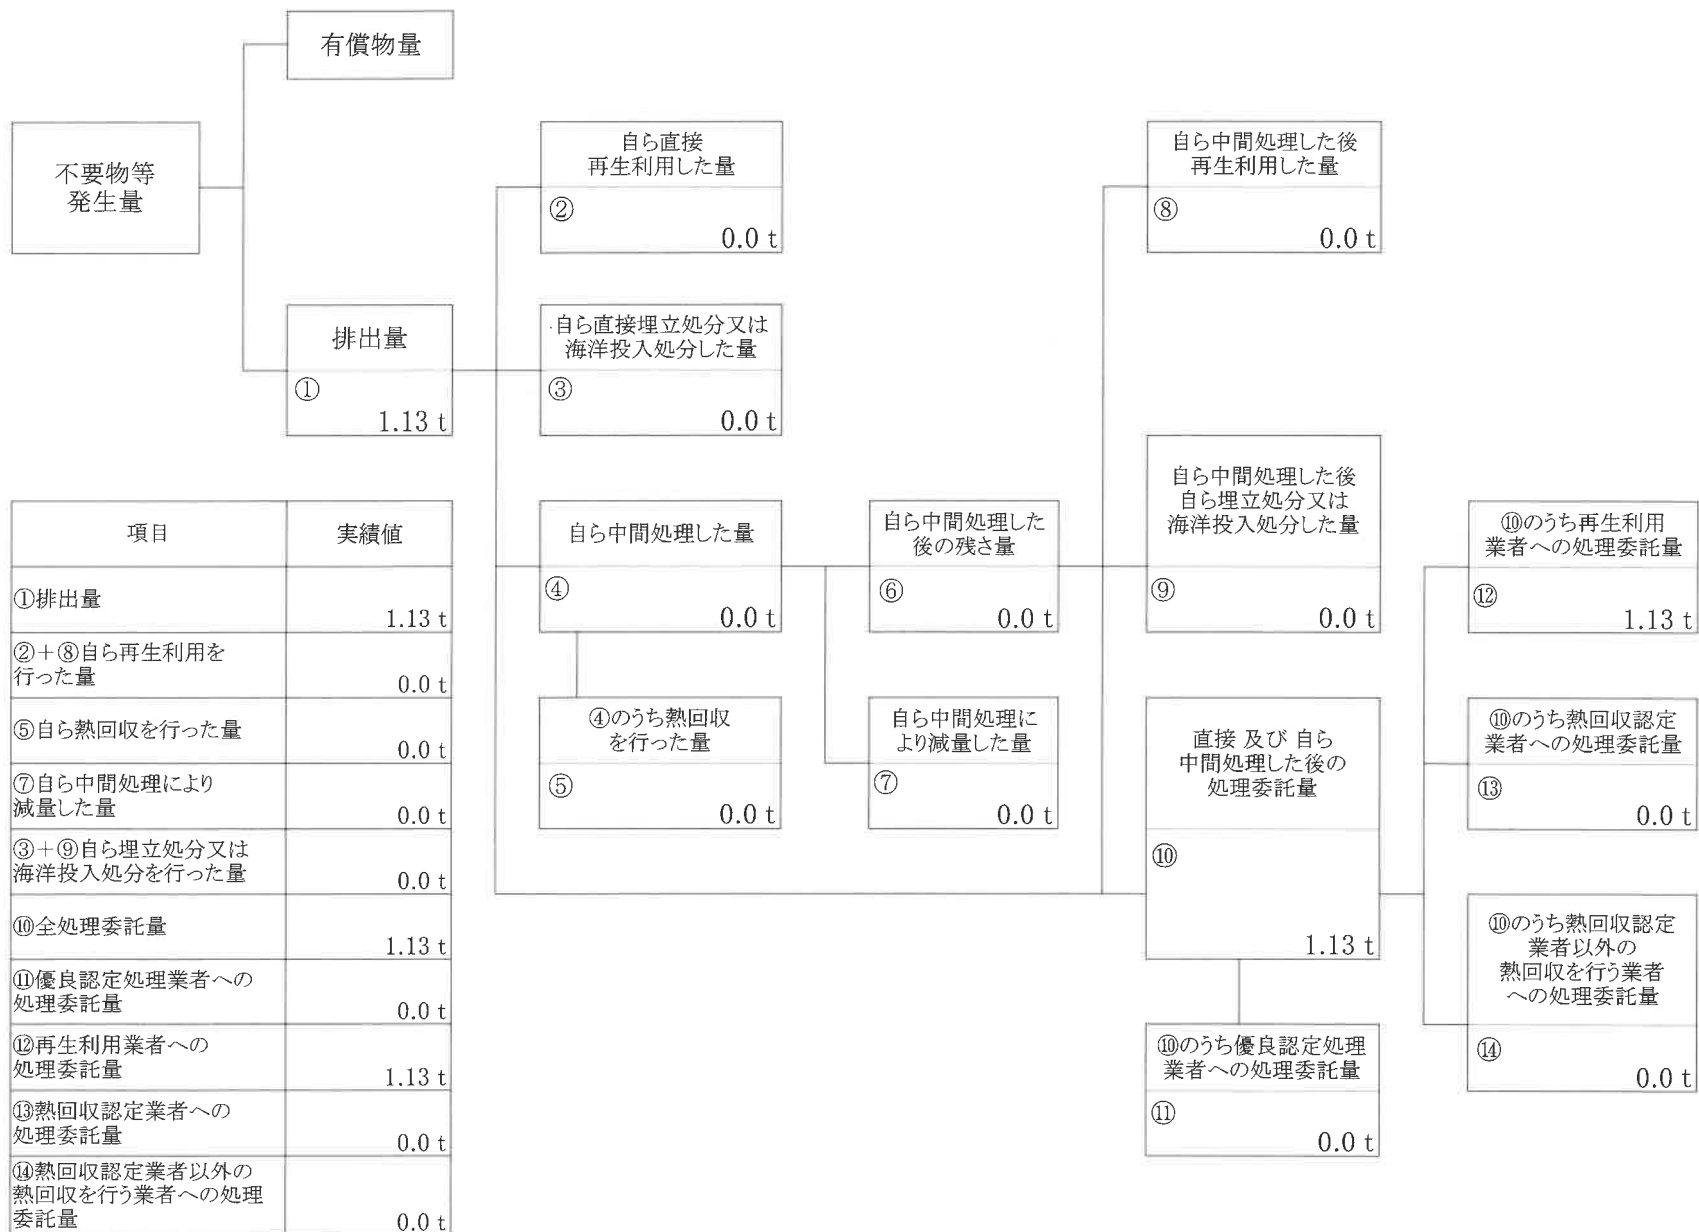 有償物量
不要物等
発生量
自ら直接
再生利用した量
②
0.0 t
自ら中間処理した後
再生利用した量
⑧
0.0 t
排出量
①
1.13 t
自ら直接埋立処分又は
海洋投入処分した量
③
0.0 t
自ら中間処理した量
④
0.0 t
自ら中間処理した
後の残さ量
⑥
0.0 t
自ら中間処理した後
自ら埋立処分又は
海洋投入処分した量
⑨
0.0 t
⑩のうち再生利用
業者への処理委託量
⑫
1.13 t
④のうち熱回収
を行った量
⑤
0.0 t
自ら中間処理に
より減量した量
⑦
0.0 t
直接 及び 自ら
中間処理した後の
処理委託量
⑩
1.13 t
⑩のうち熱回収認定
業者への処理委託量
⑬
0.0 t
⑩のうち熱回収認定
業者以外の
熱回収を行う業者
への処理委託量
⑭
0.0 t
⑩のうち優良認定処理
業者への処理委託量
⑪
0.0 t
項目 実績値
①排出量
1.13 t
②+⑧自ら再生利用を
行った量
0.0 t
⑤自ら熱回収を行った量
0.0 t
⑦自ら中間処理により
減量した量
0.0 t
③+⑨自ら埋立処分又は
海洋投入処分を行った量
0.0 t
⑩全処理委託量
1.13 t
⑪優良認定処理業者への
処理委託量
0.0 t
⑫再生利用業者への
処理委託量
1.13 t
⑬熱回収認定業者への
処理委託量
0.0 t
⑭熱回収認定業者以外の
熱回収を行う業者への処理
委託量
0.0 t